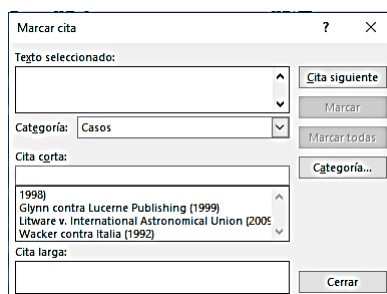 Marcar cita
?
Texto seleccionado:
Cita siguiente
Marcar
Categoría: Casos
Marcar todas
Cita corta:
Categoría...
1998)
Glynn contra Lucerne Publishing (1999)
Litware v. International Astronomical Union (2009
Wacker contra Italia (1992)
Cita larga:
Cerrar